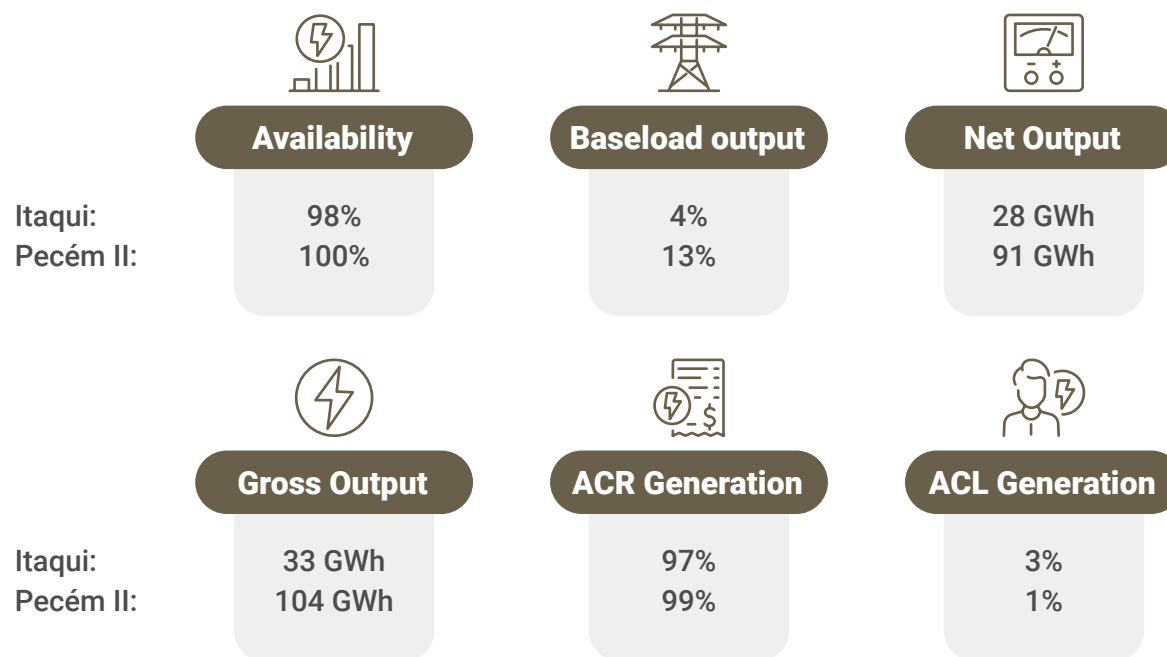 Availability Baseload output Net Output
Itaqui: 98% 4% 28 GWh
Pecém II: 100% 13% 91 GWh
$
Gross Output ACR Generation ACL Generation
Itaqui: 33 GWh 97% 3%
Pecém II: 104 GWh 99% 1%